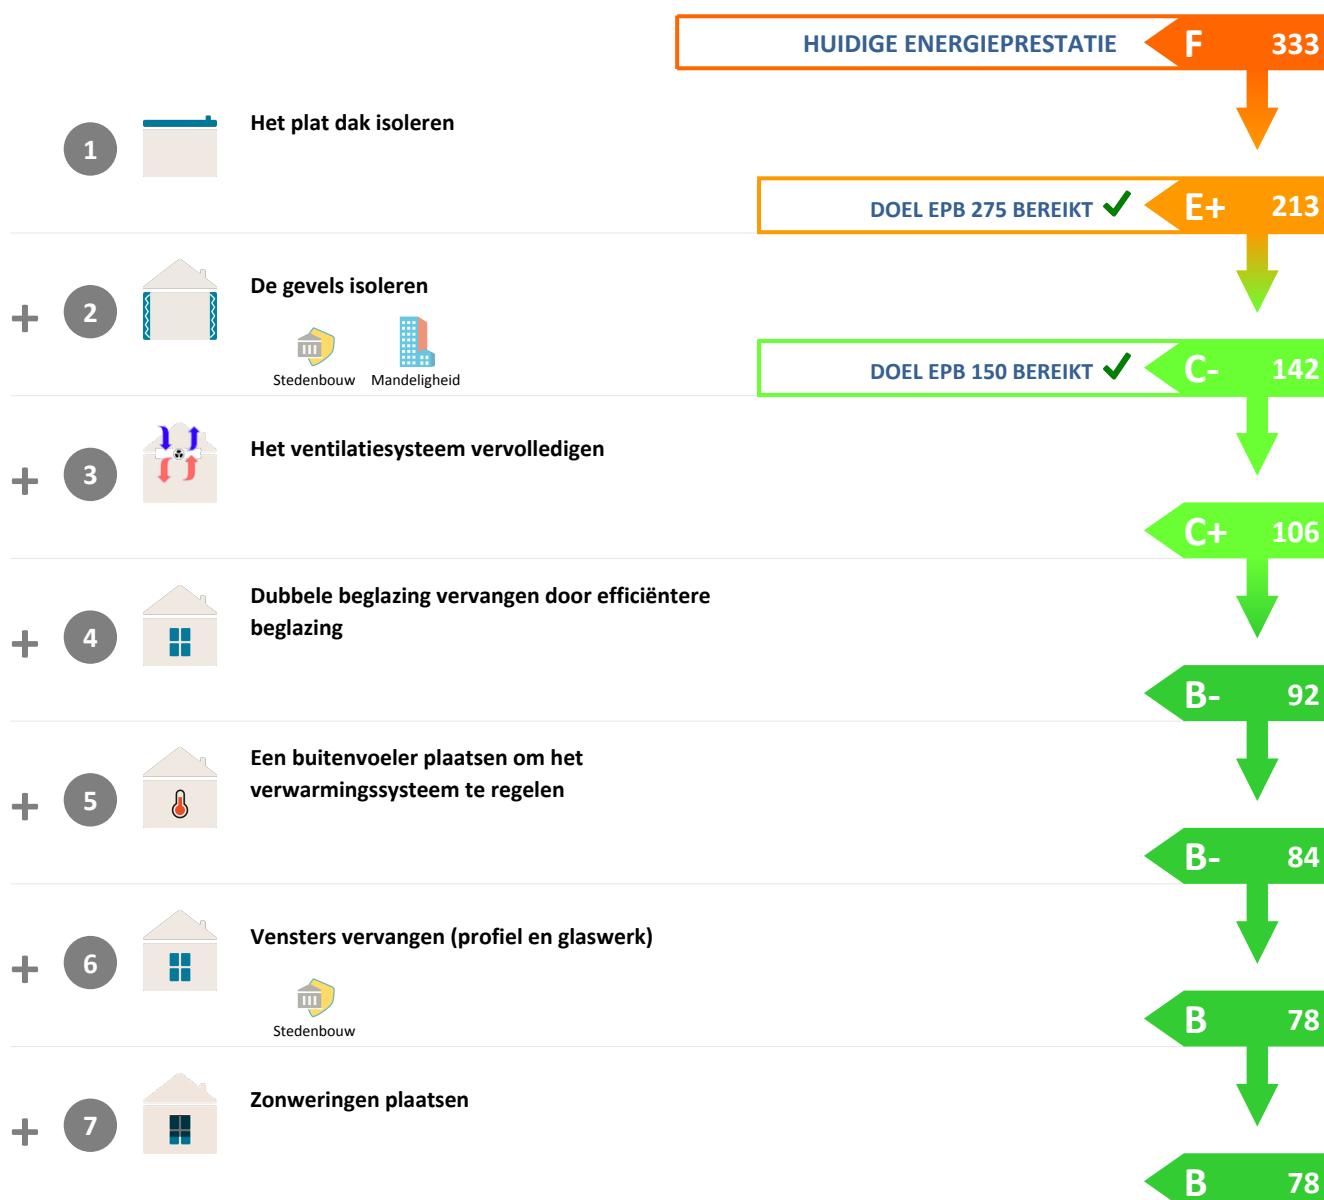 HUIDIGE ENERGIEPRESTATIE F 333
1 Het plat dak isoleren
DOEL EPB 275 BEREIKT E+ 213
+ 2 De gevels isoleren
Stedenbouw Mandeligheid
DOEL EPB 150 BEREIKT C- 142
+ 3 Het ventilatiesysteem vervolledigen
C+ 106
+ 4 Dubbele beglazing vervangen door efficiëntere
beglazing
B- 92
+ 5 Een buitenvoeler plaatsen om het
verwarmingssysteem te regelen
B- 84
+ 6 Vensters vervangen (profiel en glaswerk)
Stedenbouw
B 78
+ 7 Zonweringen plaatsen
B 78